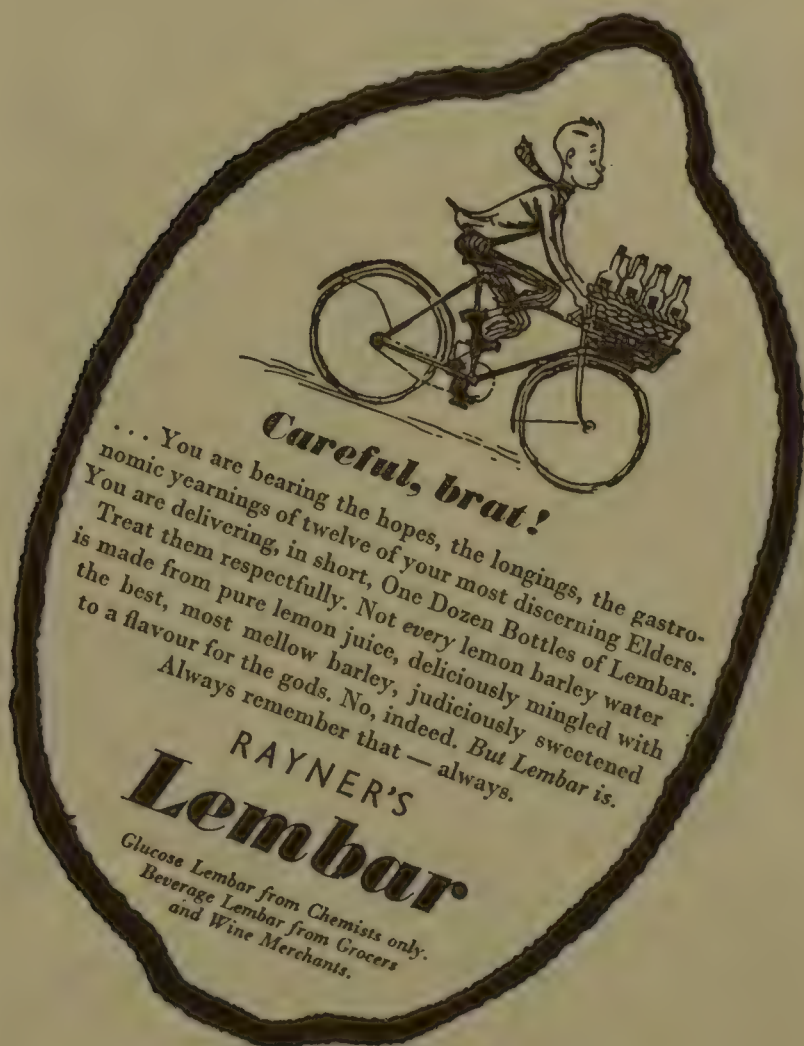 Careful, brat!
... You are bearing the hopes, the longings, the gastro-
nomic yearnings of twelve of your most discerning Elders.
You are delivering, in short, One Dozen Bottles of Lembar.
Treat them respectfully. Not every lemon barley water
is made from pure lemon juice, deliciously mingled with
the best, most mellow barley, judiciously sweetened
to a flavour for the gods. No, indeed. But Lembar is.
Always remember that — always.
RAYNER'S
Lembar
Glucose Lembar from Chemists only.
Beverage Lembar from Grocers
and Wine Merchants.